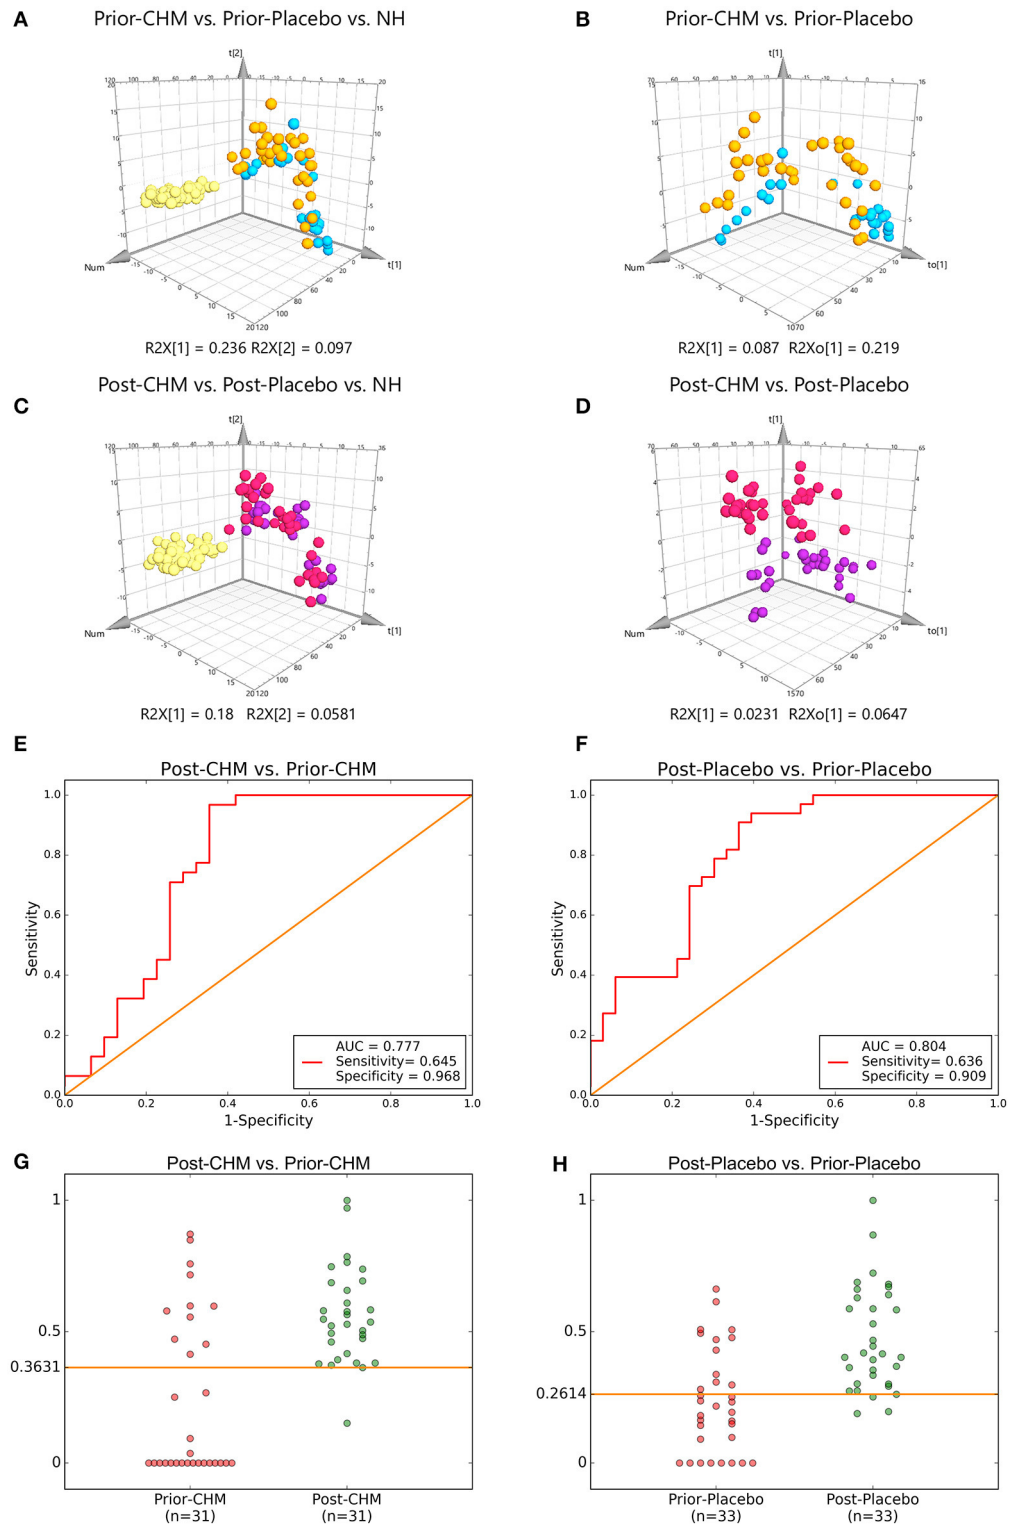 A
Prior-CHM vs. Prior-Placebo vs. NH
t[2]
Num
t[1]
R2X[1] = 0.236 R2X[2] = 0.097
B
Prior-CHM vs. Prior-Placebo
t[1]
Num
to[1]
R2X[1] = 0.087 R2Xo[1] = 0.219
C
Post-CHM vs. Post-Placebo vs. NH
t[2]
Num
t[1]
R2X[1] = 0.18 R2X[2] = 0.0581
D
Post-CHM vs. Post-Placebo
t[1]
Num
to[1]
R2X[1] = 0.0231 R2Xo[1] = 0.0647
E
Post-CHM vs. Prior-CHM
1.0
0.8
0.6
0.4
0.2
0.0
Sensitivity
AUC = 0.777
Sensitivity= 0.645
Specificity = 0.968
0.0 0.2 0.4 0.6 0.8 1.0
1-Specificity
F
Post-Placebo vs. Prior-Placebo
1.0
0.8
0.6
0.4
0.2
0.0
Sensitivity
AUC = 0.804
Sensitivity= 0.636
Specificity = 0.909
0.0 0.2 0.4 0.6 0.8 1.0
1-Specificity
G
Post-CHM vs. Prior-CHM
1
0.5
0.3631
0
Prior-CHM
(n=31)
Post-CHM
(n=31)
H
Post-Placebo vs. Prior-Placebo
1
0.5
0.2614
0
Prior-Placebo
(n=33)
Post-Placebo
(n=33)